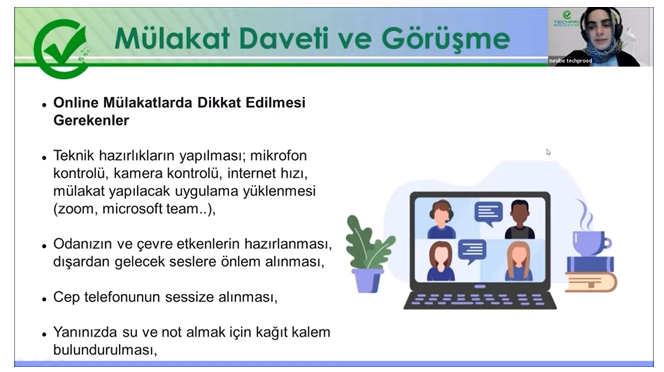 Mülakat Daveti ve Görüşme
TECHPRO
nesibe techproed
Online Mülakatlarda Dikkat Edilmesi
Gerekenler
Teknik hazırlıkların yapılması; mikrofon
kontrolü, kamera kontrolü, internet hızı,
mülakat yapılacak uygulama yüklenmesi
(zoom, microsoft team..),
Odanızın ve çevre etkenlerin hazırlanması,
dışardan gelecek seslere önlem alınması,
Cep telefonunun sessize alınması,
Yanınızda su ve not almak için kağıt kalem
bulundurulması,